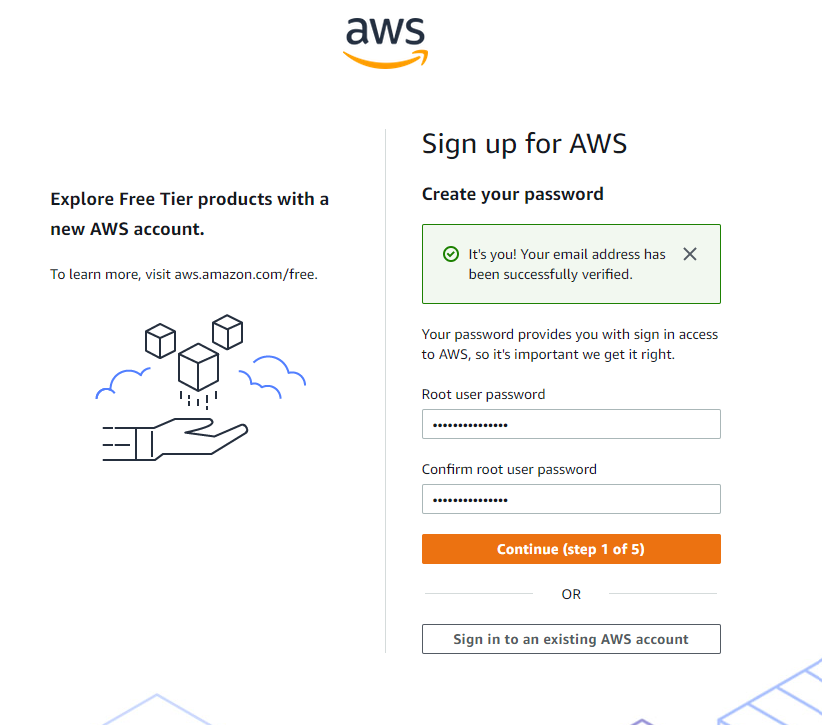 aws
Explore Free Tier products with a
new AWS account.
To learn more, visit aws.amazon.com/free.
Sign up for AWS
Create your password
It's you! Your email address has
been successfully verified.
Your password provides you with sign in access
to AWS, so it's important we get it right.
Root user password
•••••••••••••••
Confirm root user password
•••••••••••••••
Continue (step 1 of 5)
OR
Sign in to an existing AWS account